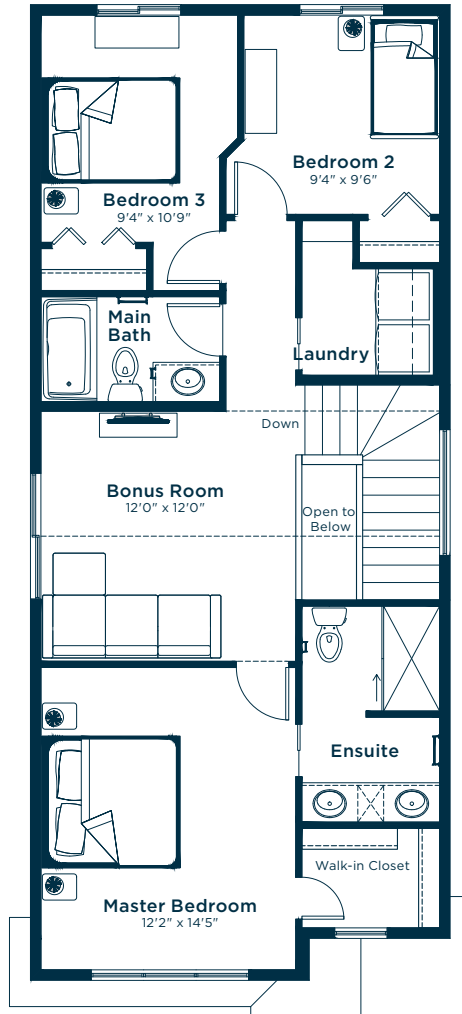 Bedroom 2
9'4" x 9'6"
Bedroom 3
9'4" x 10'9"
Main
Bath
Laundry
Down
Bonus Room
12'0" x 12'0"
Open to
Below
Ensuite
Walk-in Closet
Master Bedroom
12'2" x 14'5"